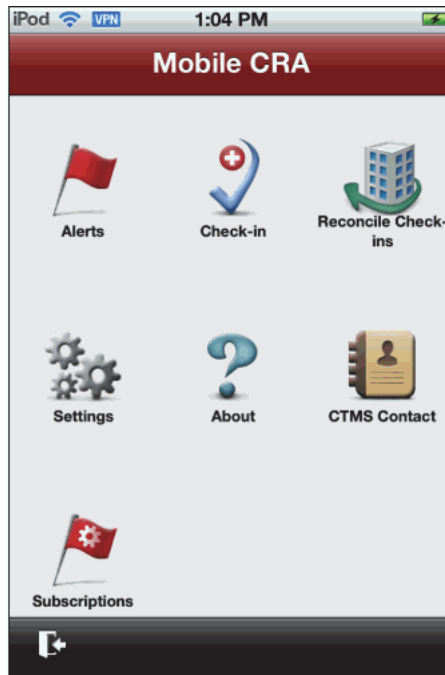 iPod VPN 1:04 PM
Mobile CRA
Alerts Check-in Reconcile Check-
ins
Settings About CTMS Contact
Subscriptions